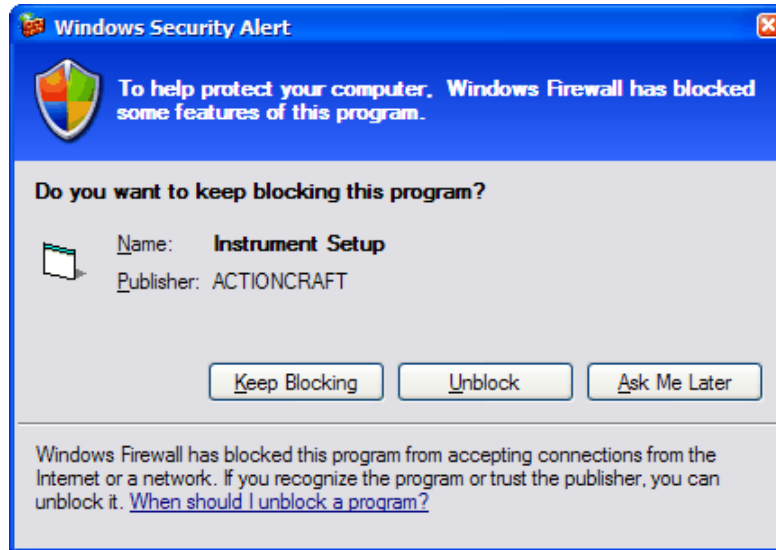 Windows Security Alert
To help protect your computer, Windows Firewall has blocked
some features of this program.
Do you want to keep blocking this program?
Name: Instrument Setup
Publisher: ACTIONCRAFT
Keep Blocking Unblock Ask Me Later
Windows Firewall has blocked this program from accepting connections from the
Internet or a network. If you recognize the program or trust the publisher, you can
unblock it. When should I unblock a program?